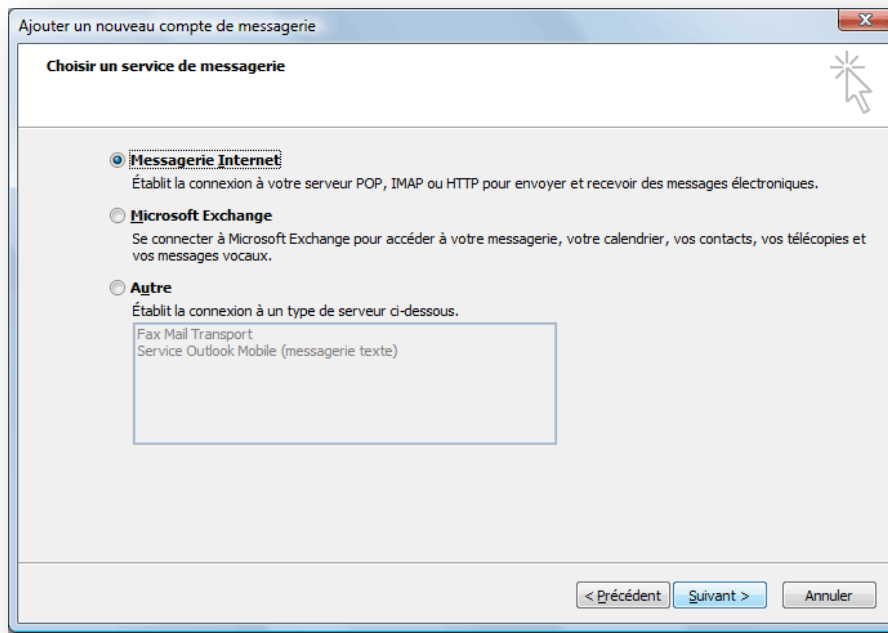 Ajouter un nouveau compte de messagerie
Choisir un service de messagerie
Messagerie Internet
Établit la connexion à votre serveur POP, IMAP ou HTTP pour envoyer et recevoir des messages électroniques.
Microsoft Exchange
Se connecter à Microsoft Exchange pour accéder à votre messagerie, votre calendrier, vos contacts, vos télécopies et
vos messages vocaux.
Autre
Établit la connexion à un type de serveur ci-dessous.
Fax Mail Transport
Service Outlook Mobile (messagerie texte)
< Précédent Suivant > Annuler